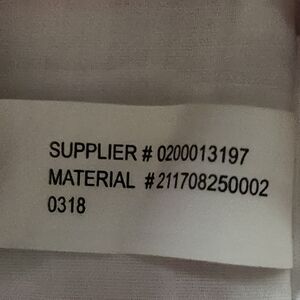 SUPPLIER # 0200013197
MATERIAL #211708250002
0318